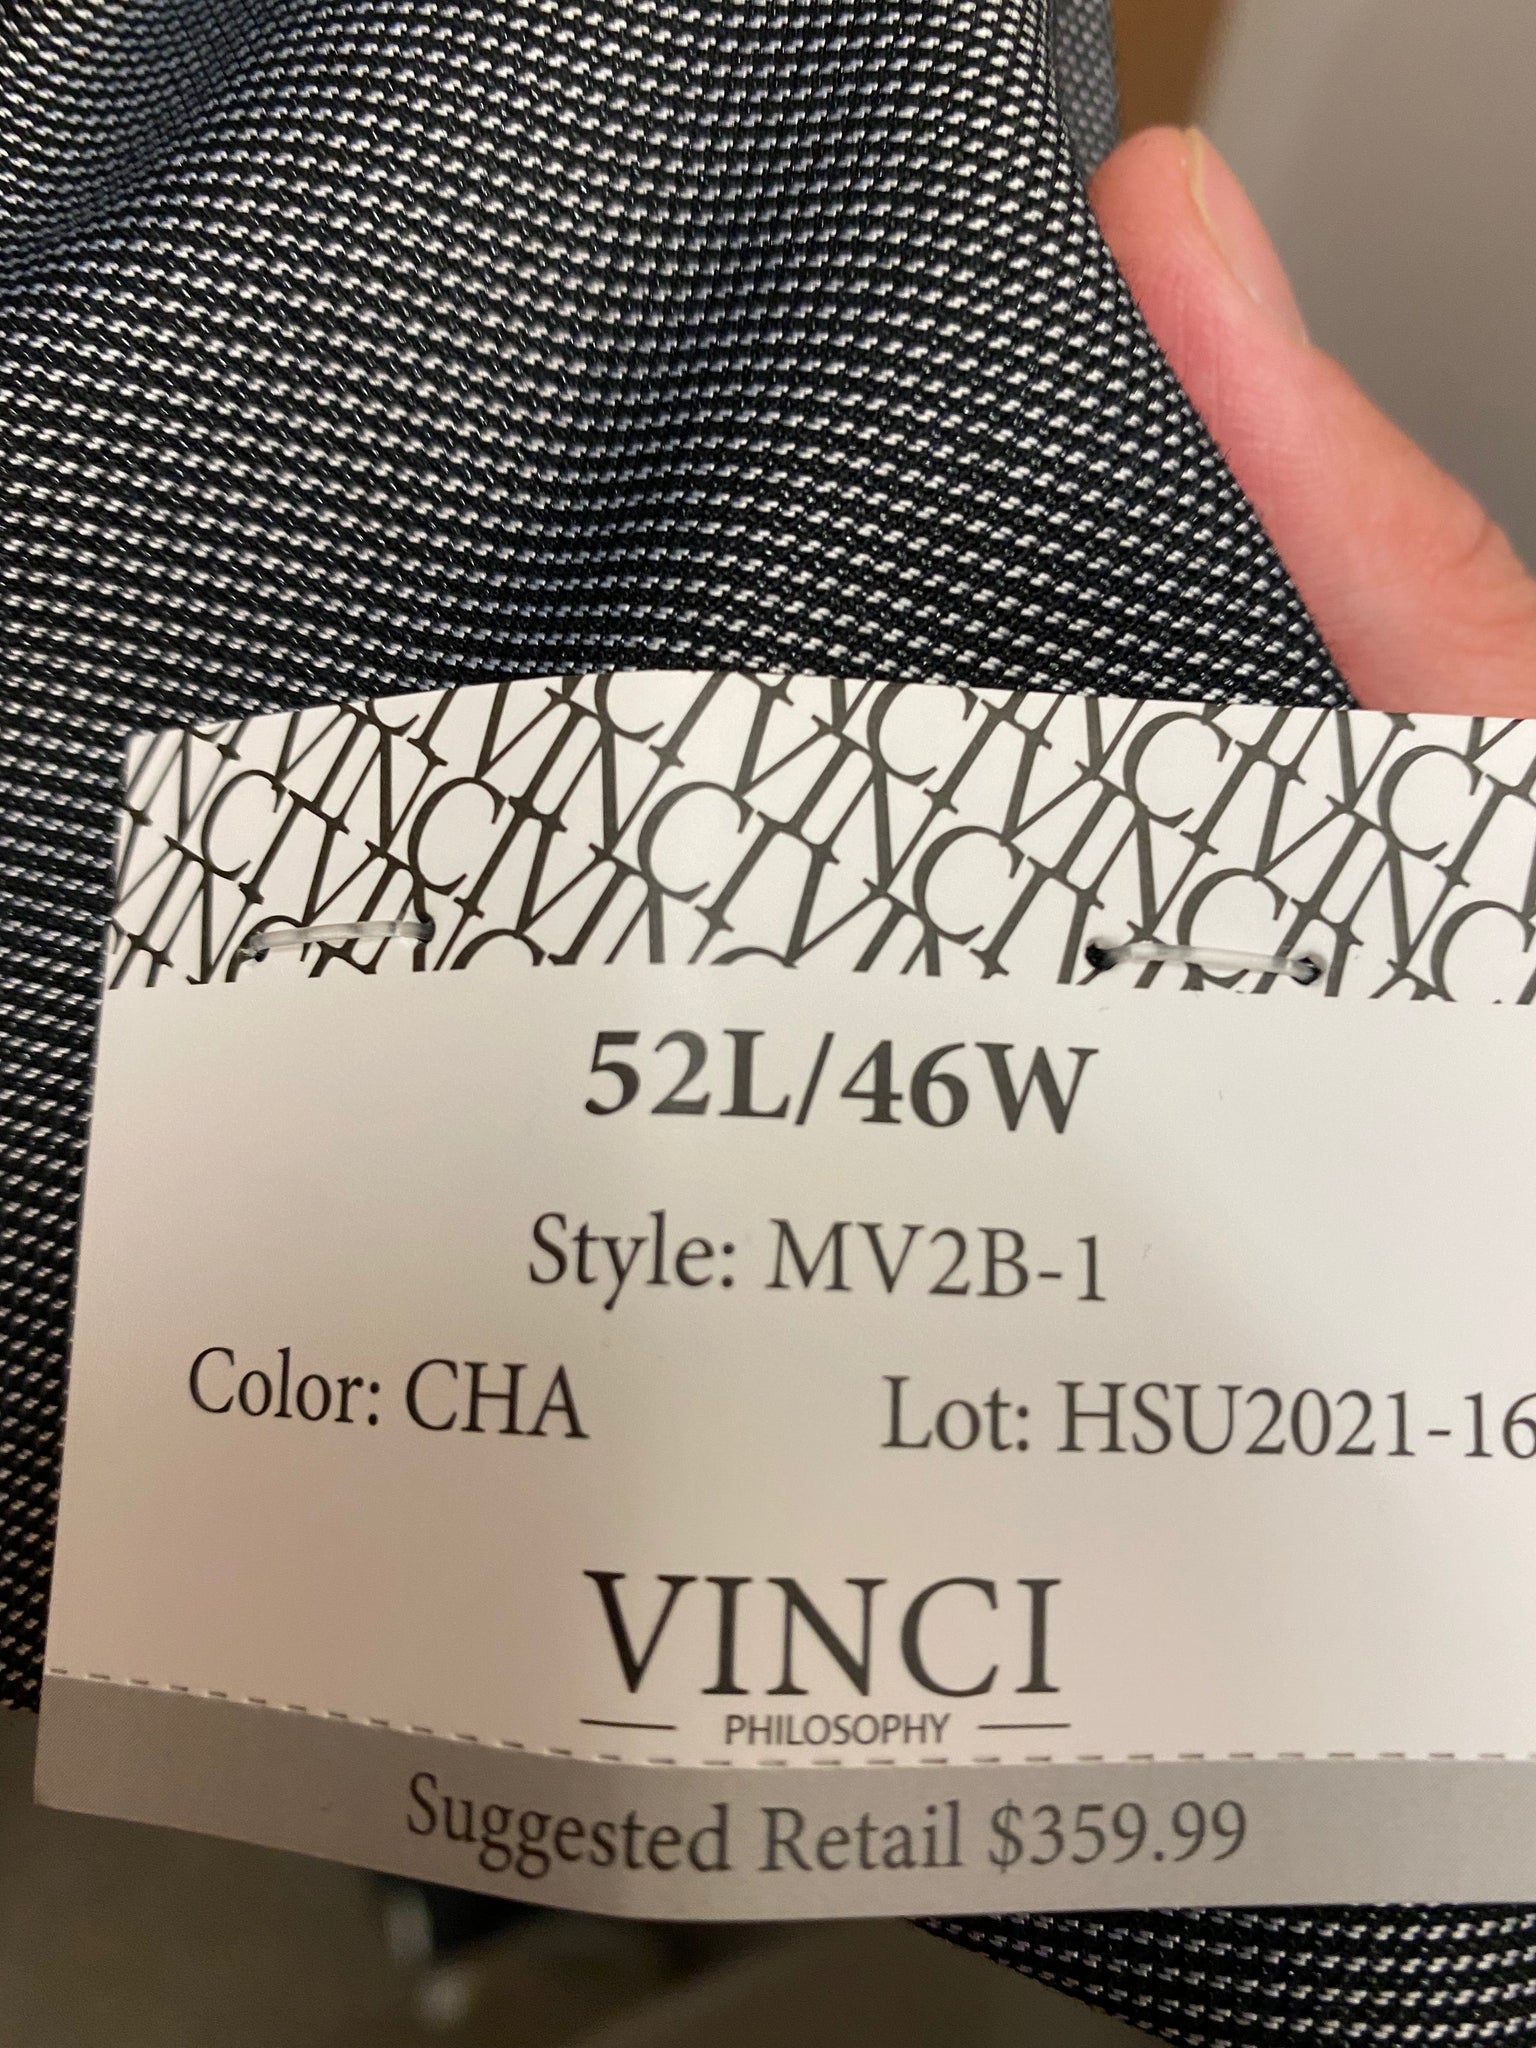 52L/46W
Style: MV2B-1
Color: CHA Lot: HSU2021-16
VINCI
PHILOSOPHY
Suggested Retail $359.99